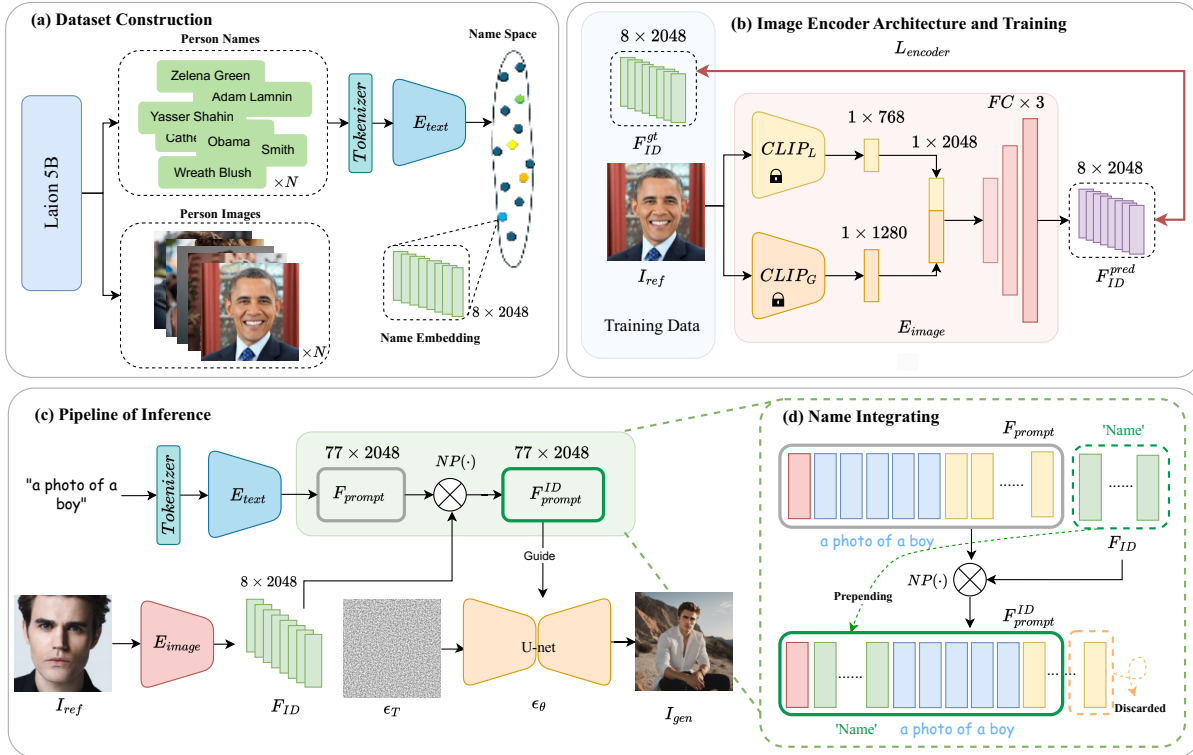 (a) Dataset Construction
Person Names
Name Space
Zelena Green
Adam Lamnin
Yasser Shahin
Cathe
Obama
Smith
Wreath Blush
×N
Tokenizer
E_text
Laion 5B
Person Images
×N
8 × 2048
Name Embedding
(b) Image Encoder Architecture and Training
8 × 2048
L_encoder
F_ID^gt
FC × 3
CLIP_L
1 × 768
1 × 2048
8 × 2048
I_ref
CLIP_G
1 × 1280
F_ID^pred
Training Data
E_image
(c) Pipeline of Inference
"a photo of a
boy"
Tokenizer
E_text
77 × 2048
F_prompt
NP(·)
77 × 2048
F_prompt^ID
Guide
8 × 2048
E_image
U-net
I_ref
F_ID
ϵ_T
ϵ_θ
I_gen
(d) Name Integrating
F_prompt
'Name'
......
......
a photo of a boy
F_ID
NP(·)
Prepending
F_prompt^ID
......
......
Discarded
'Name'
a photo of a boy